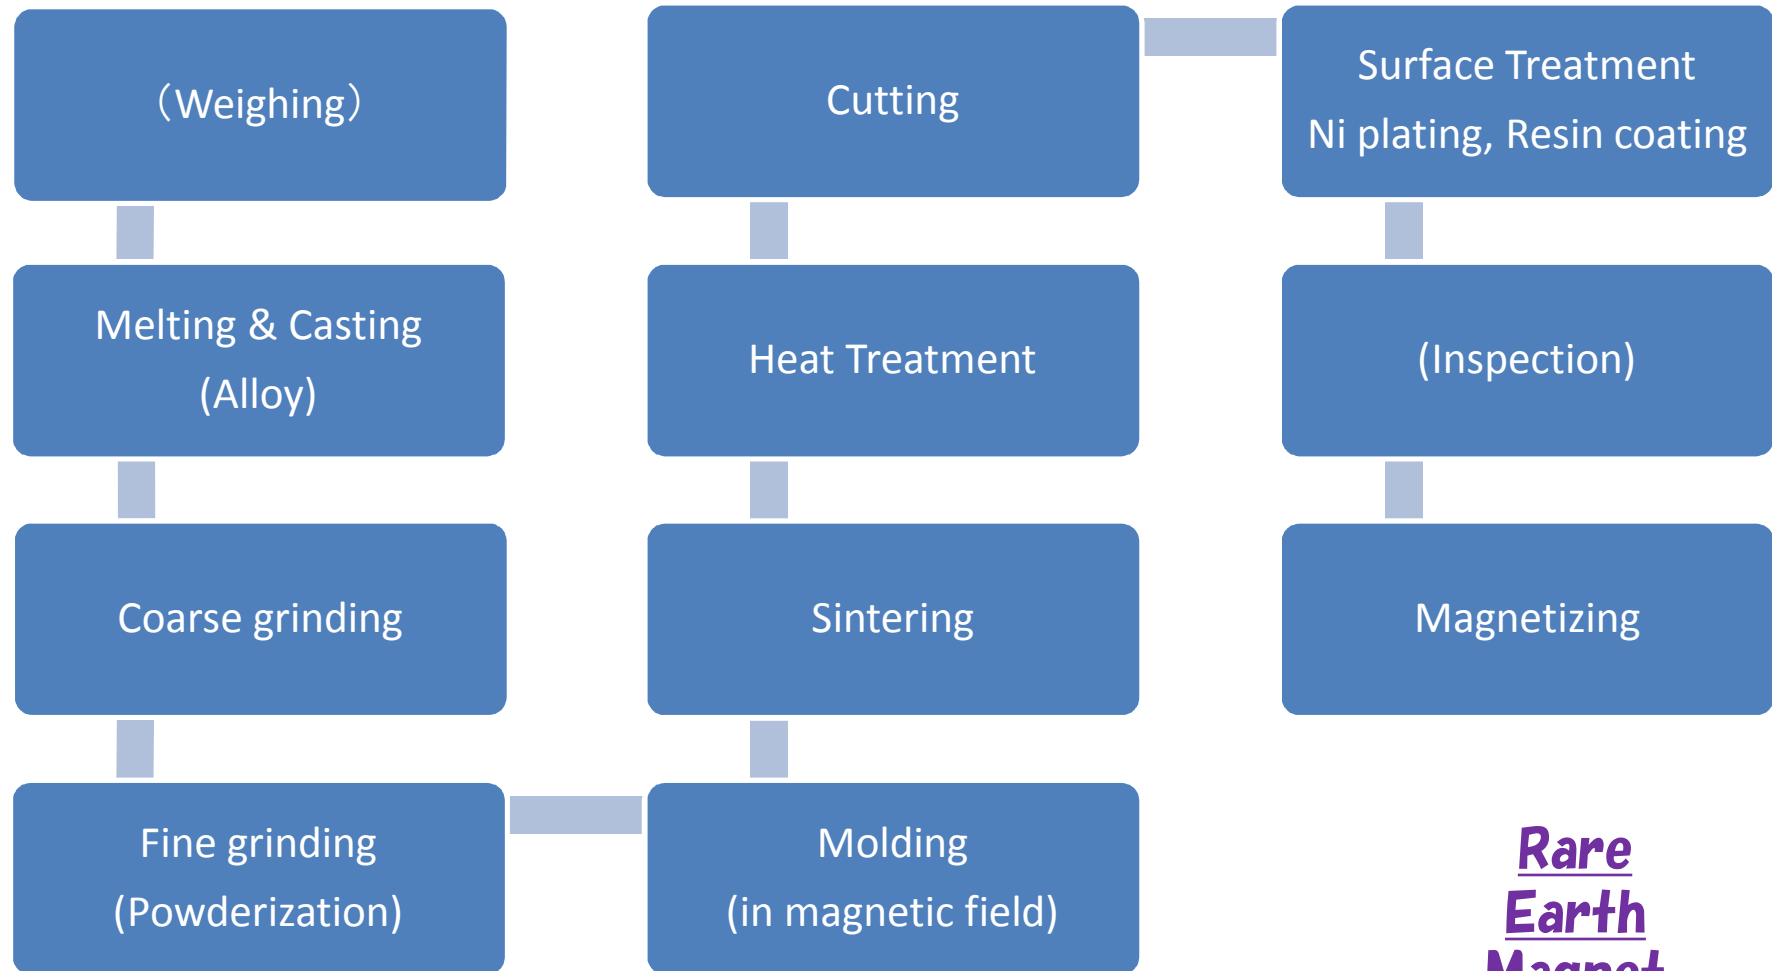 （Weighing）
Melting & Casting
(Alloy)
Coarse grinding
Fine grinding
(Powderization)
Molding
(in magnetic field)
Sintering
Heat Treatment
Cutting
Surface Treatment
Ni plating, Resin coating
(Inspection)
Magnetizing
Rare
Earth
Magnet